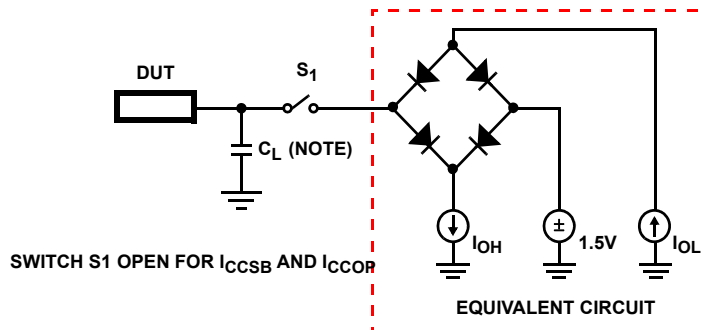 DUT
S1
CL (NOTE)
±
IOH
1.5V
IOL
SWITCH S1 OPEN FOR ICCSB AND ICCOP
EQUIVALENT CIRCUIT